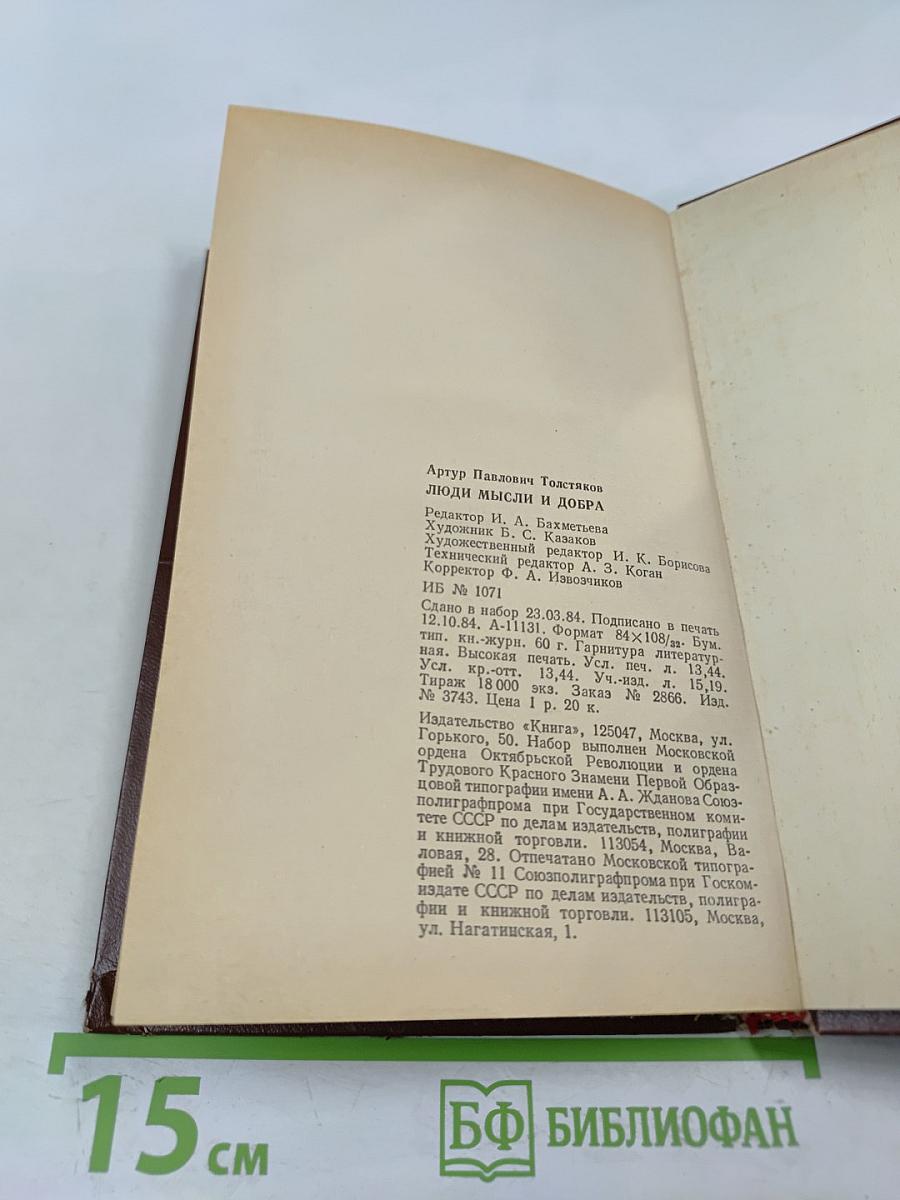 Артур Павлович Толстяков
ЛЮДИ МЫСЛИ И ДОБРА
Редактор И. А. Бахметьева
Художник Б. С. Казаков
Художественный редактор И. К. Борисова
Технический редактор А. З. Коган
Корректор Ф. А. Извозчиков
ИБ № 1071
Сдано в набор 23.03.84. Подписано в печать
12.10.84. А-11131. Формат 84×108/32. Бум.
тип. кн.-журн. 60 г. Гарнитура литератур-
ная. Высокая печать. Усл. печ. л. 13,44.
Усл. кр.-отт. 13,44. Уч.-изд. л. 15,19.
Тираж 18 000 экз. Заказ № 2866. Изд.
№ 3743. Цена 1 р. 20 к.
Издательство «Книга», 125047, Москва, ул.
Горького, 50. Набор выполнен Московской
ордена Октябрьской Революции и ордена
Трудового Красного Знамени Первой Образ-
цовой типографии имени А. А. Жданова Союз-
полиграфпрома при Государственном коми-
тете СССР по делам издательств, полиграфии
и книжной торговли. 113054, Москва, Ва-
ловая, 28. Отпечатано Московской типогра-
фией № 11 Союзполиграфпрома при Госком-
издате СССР по делам издательств, полигра-
фии и книжной торговли. 113105, Москва,
ул. Нагатинская, 1.
15 см
БФ БИБЛИОФАН